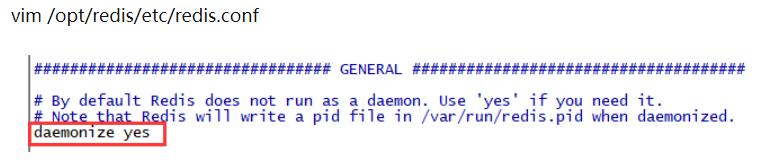 vim /opt/redis/etc/redis.conf
################################# GENERAL #####################################
# By default Redis does not run as a daemon. Use 'yes' if you need it.
# Note that Redis will write a pid file in /var/run/redis.pid when daemonized.
daemonize yes